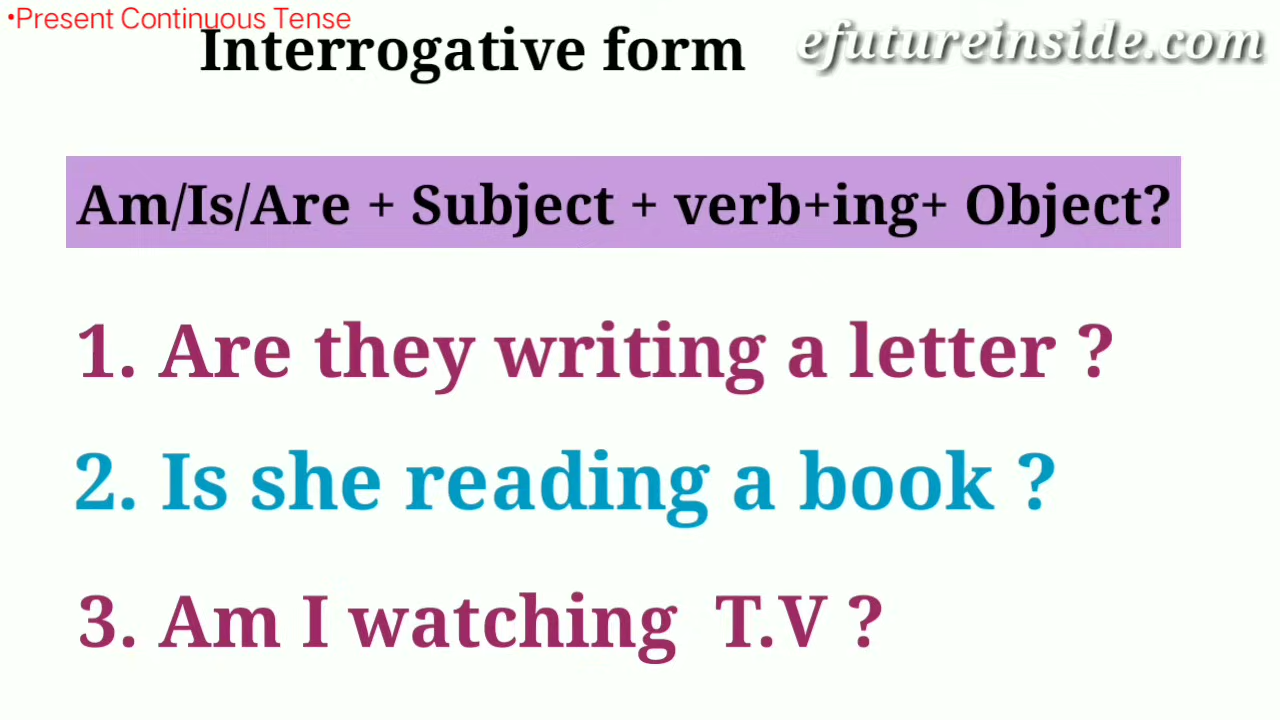 •Present Continuous Tense
Interrogative form
efutureinside.com
Am/Is/Are + Subject + verb+ing+ Object?
1. Are they writing a letter ?
2. Is she reading a book ?
3. Am I watching T.V ?